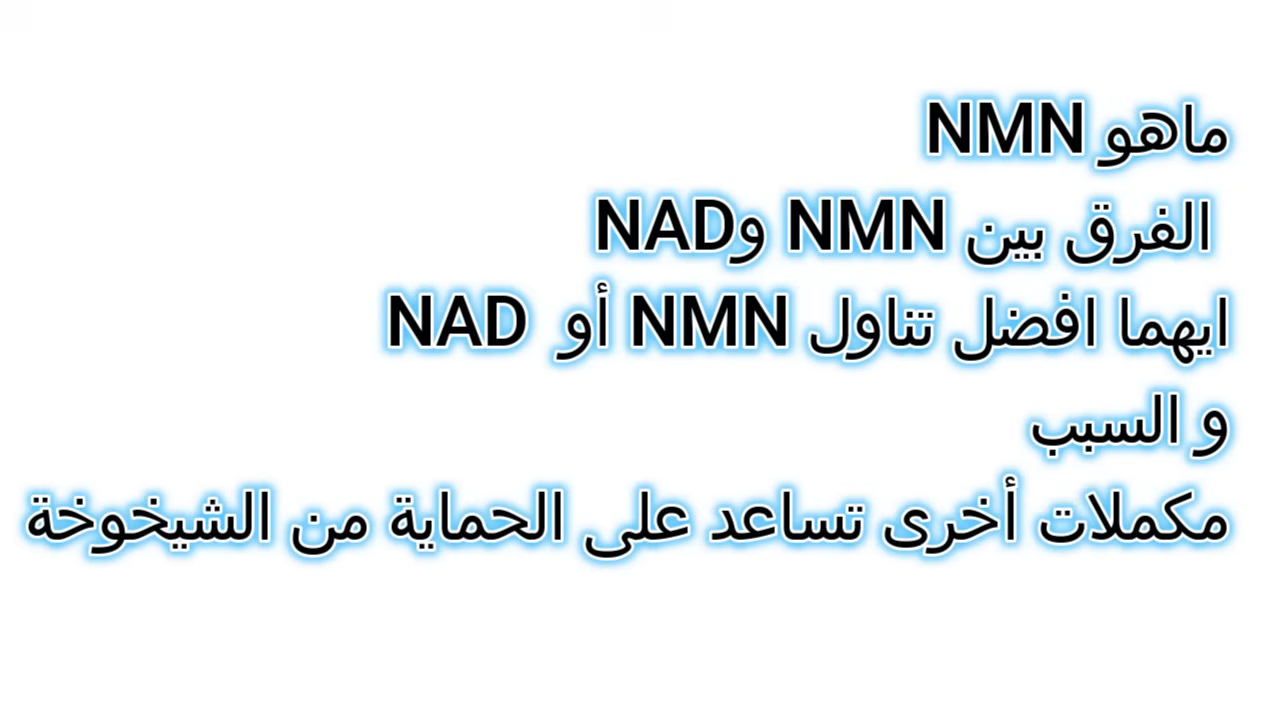 ماهو NMN
الفرق بين NMN وNAD
ايهما افضل تناول NMN أو NAD
و السبب
مكملات أخرى تساعد على الحماية من الشيخوخة